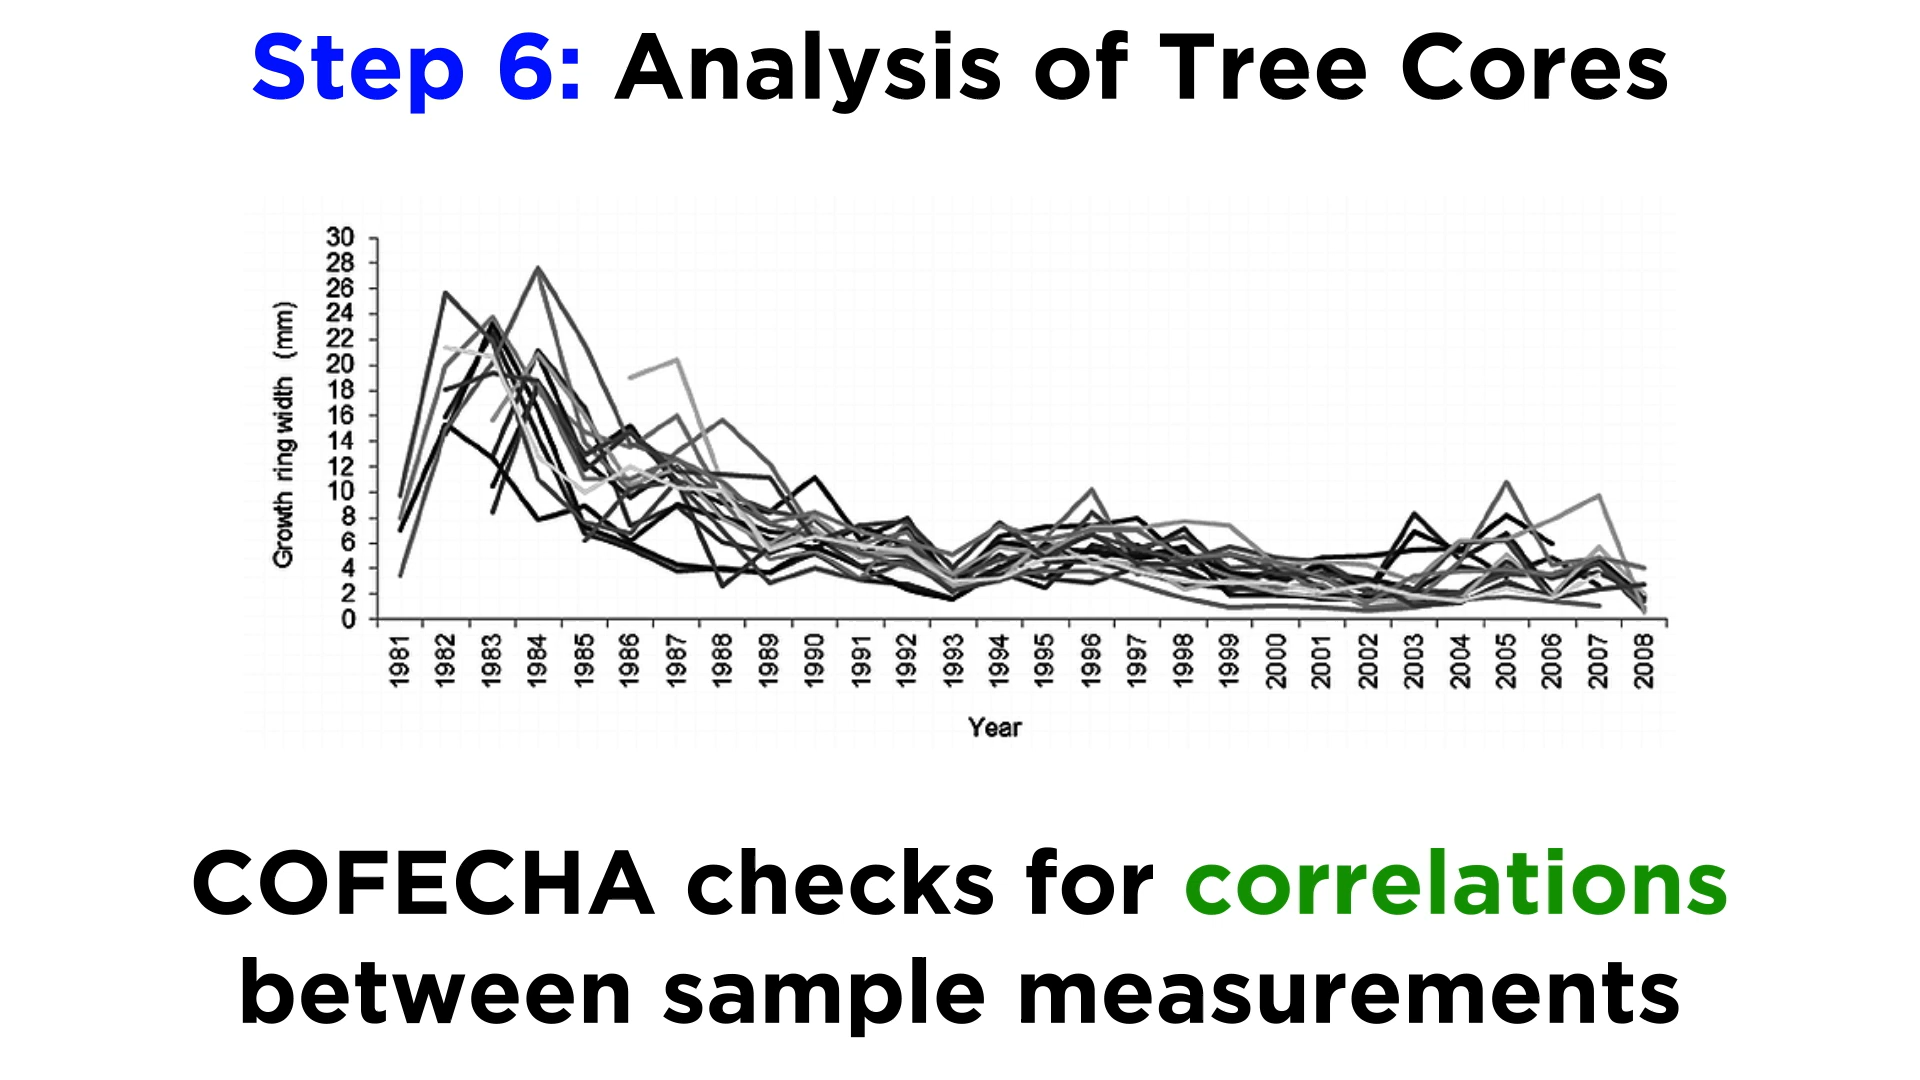 Step 6: Analysis of Tree Cores
30
28
26
24
22
20
18
16
14
12
10
8
6
4
2
0
Growth ring width (mm)
1981 1982 1983 1984 1985 1986 1987 1988 1989 1990 1991 1992 1993 1994 1995 1996 1997 1998 1999 2000 2001 2002 2003 2004 2005 2006 2007 2008
Year
COFECHA checks for correlations
between sample measurements